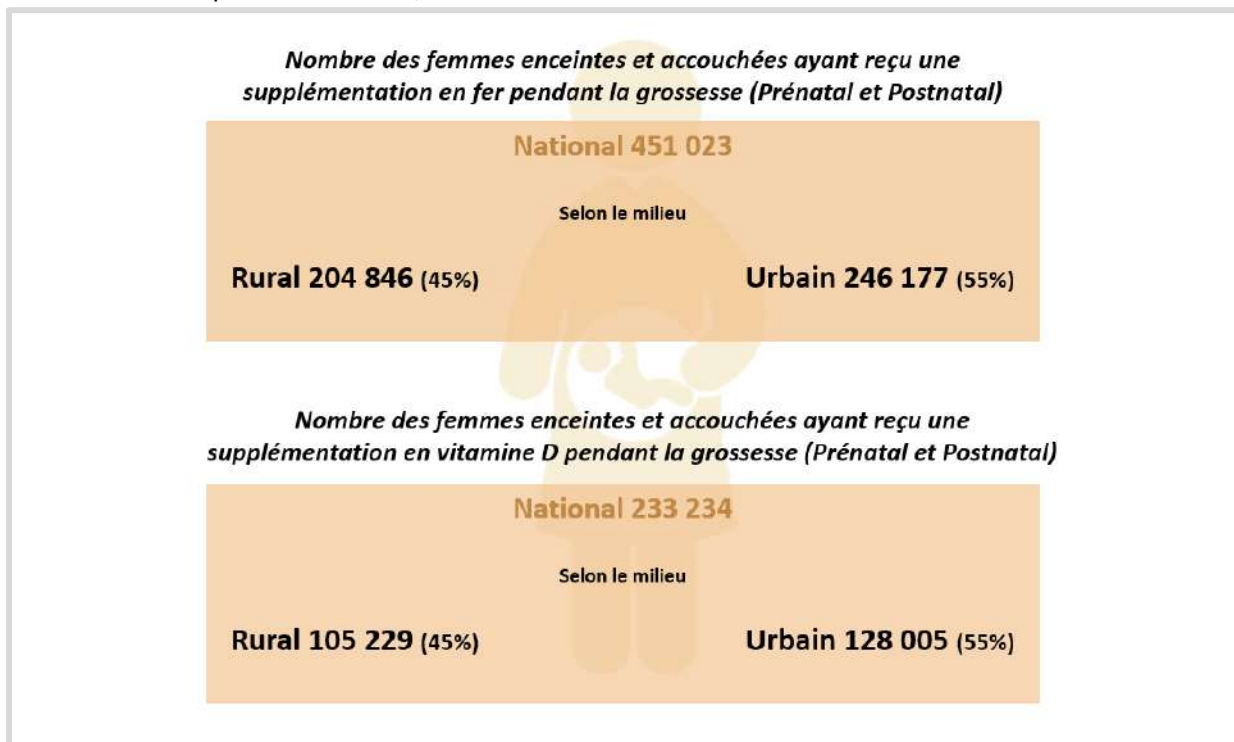 Nombre des femmes enceintes et accouchées ayant reçu une
supplémentation en fer pendant la grossesse (Prénatal et Postnatal)
National 451 023
Selon le milieu
Rural 204 846 (45%)
Urbain 246 177 (55%)
Nombre des femmes enceintes et accouchées ayant reçu une
supplémentation en vitamine D pendant la grossesse (Prénatal et Postnatal)
National 233 234
Selon le milieu
Rural 105 229 (45%)
Urbain 128 005 (55%)